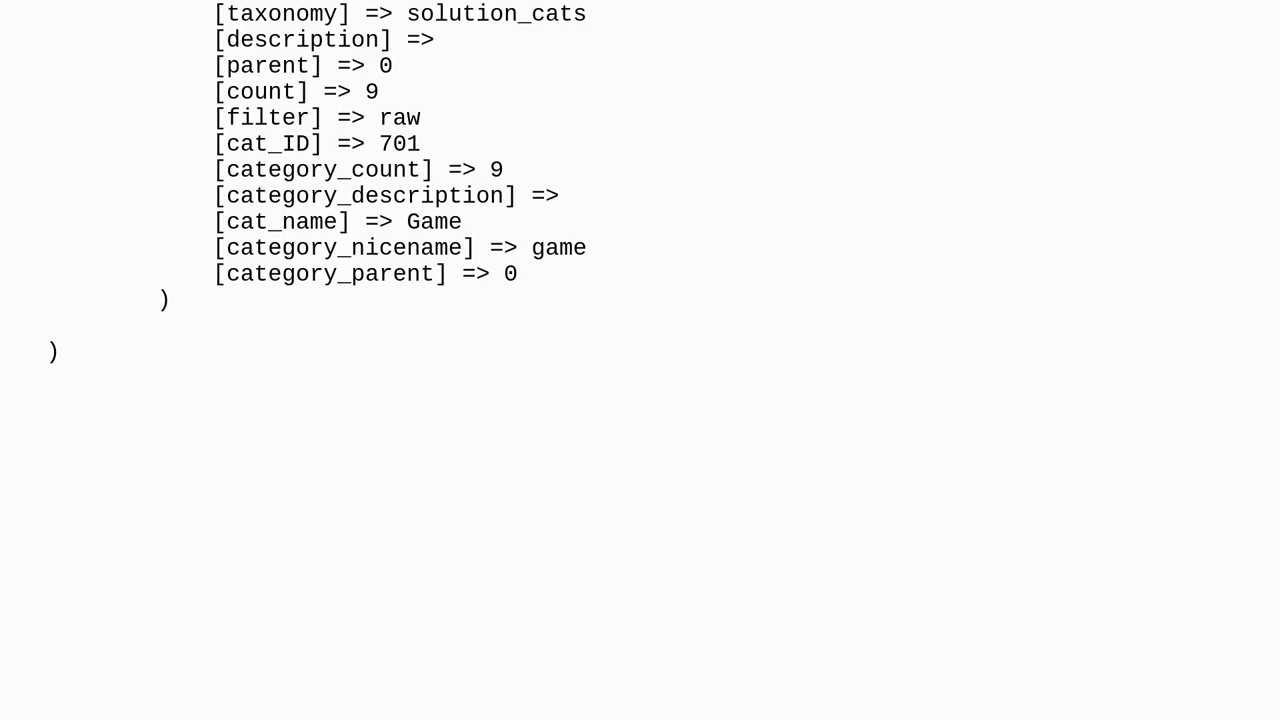 [taxonomy] => solution_cats
[description] =>
[parent] => 0
[count] => 9
[filter] => raw
[cat_ID] => 701
[category_count] => 9
[category_description] =>
[cat_name] => Game
[category_nicename] => game
[category_parent] => 0
)
)